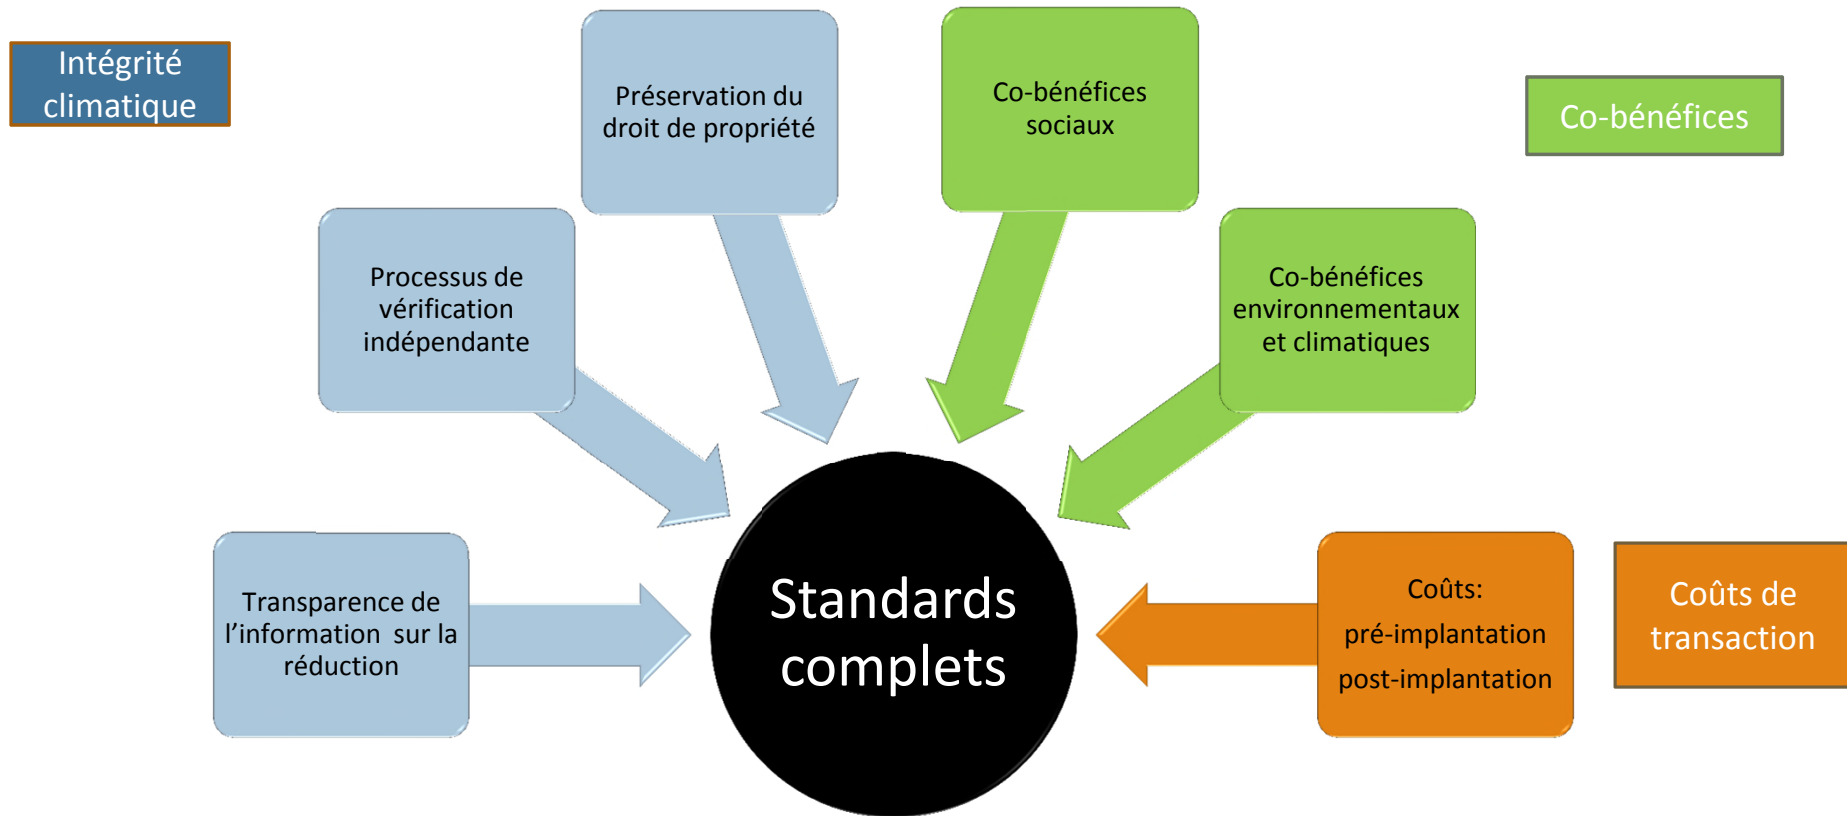 Intégrité
climatique
Préservation du
droit de propriété
Co-bénéfices
sociaux
Co-bénéfices
Processus de
vérification
indépendante
Co-bénéfices
environnementaux
et climatiques
Transparence de
l’information sur la
réduction
Standards
complets
Coûts:
pré-implantation
post-implantation
Coûts de
transaction